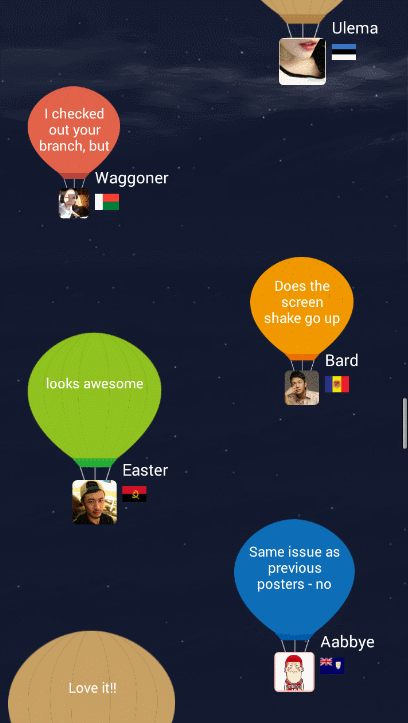 Ulema
I checked
out your
branch, but
Waggoner
Does the
screen
shake go up
Bard
looks awesome
Easter
Same issue as
previous
posters - no
Aabbye
Love it!!